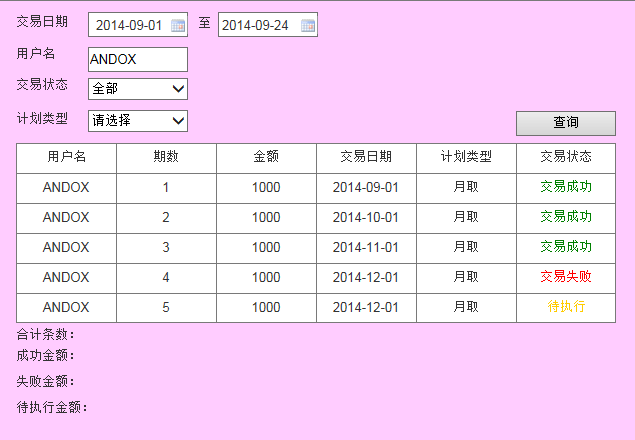 交易日期 2014-09-01 至 2014-09-24
用户名 ANDOX
交易状态 全部
计划类型 请选择 查询
用户名 期数 金额 交易日期 计划类型 交易状态
ANDOX 1 1000 2014-09-01 月取 交易成功
ANDOX 2 1000 2014-10-01 月取 交易成功
ANDOX 3 1000 2014-11-01 月取 交易成功
ANDOX 4 1000 2014-12-01 月取 交易失败
ANDOX 5 1000 2014-12-01 月取 待执行
合计条数：
成功金额：
失败金额：
待执行金额：